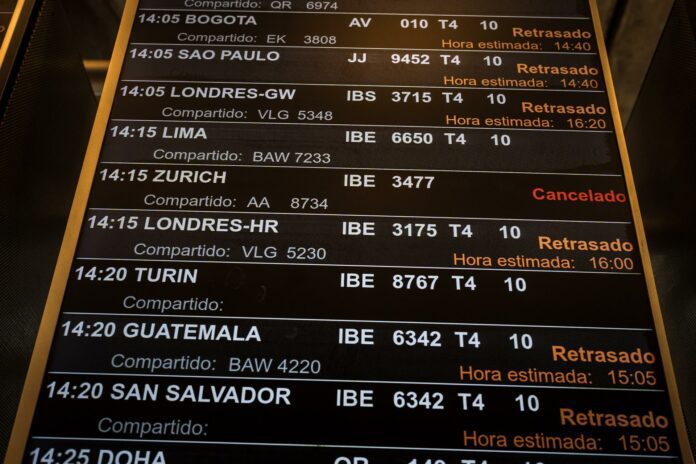 Compartido: QR 6974
14:05 BOGOTA AV 010 T4 10 Retrasado
Compartido: EK 3808 Hora estimada: 14:40
14:05 SAO PAULO JJ 9452 T4 10 Retrasado
Hora estimada: 14:40
14:05 LONDRES-GW IBS 3715 T4 10 Retrasado
Compartido: VLG 5348 Hora estimada: 16:20
14:15 LIMA IBE 6650 T4 10
Compartido: BAW 7233
14:15 ZURICH IBE 3477 Cancelado
Compartido: AA 8734
14:15 LONDRES-HR IBE 3175 T4 10 Retrasado
Compartido: VLG 5230 Hora estimada: 16:00
14:20 TURIN IBE 8767 T4 10
Compartido:
14:20 GUATEMALA IBE 6342 T4 10 Retrasado
Compartido: BAW 4220 Hora estimada: 15:05
14:20 SAN SALVADOR IBE 6342 T4 10 Retrasado
Compartido: Hora estimada: 15:05
14:25 DOHA QR 149 T4 10